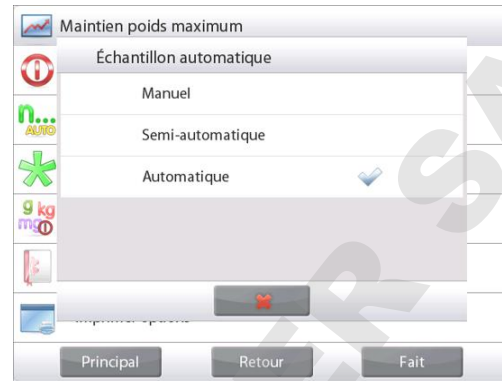 Maintien poids maximum
Échantillon automatique
Manuel
n...
AUTO
Semi-automatique
Automatique
g kg
mg
Principal
Retour
Fait